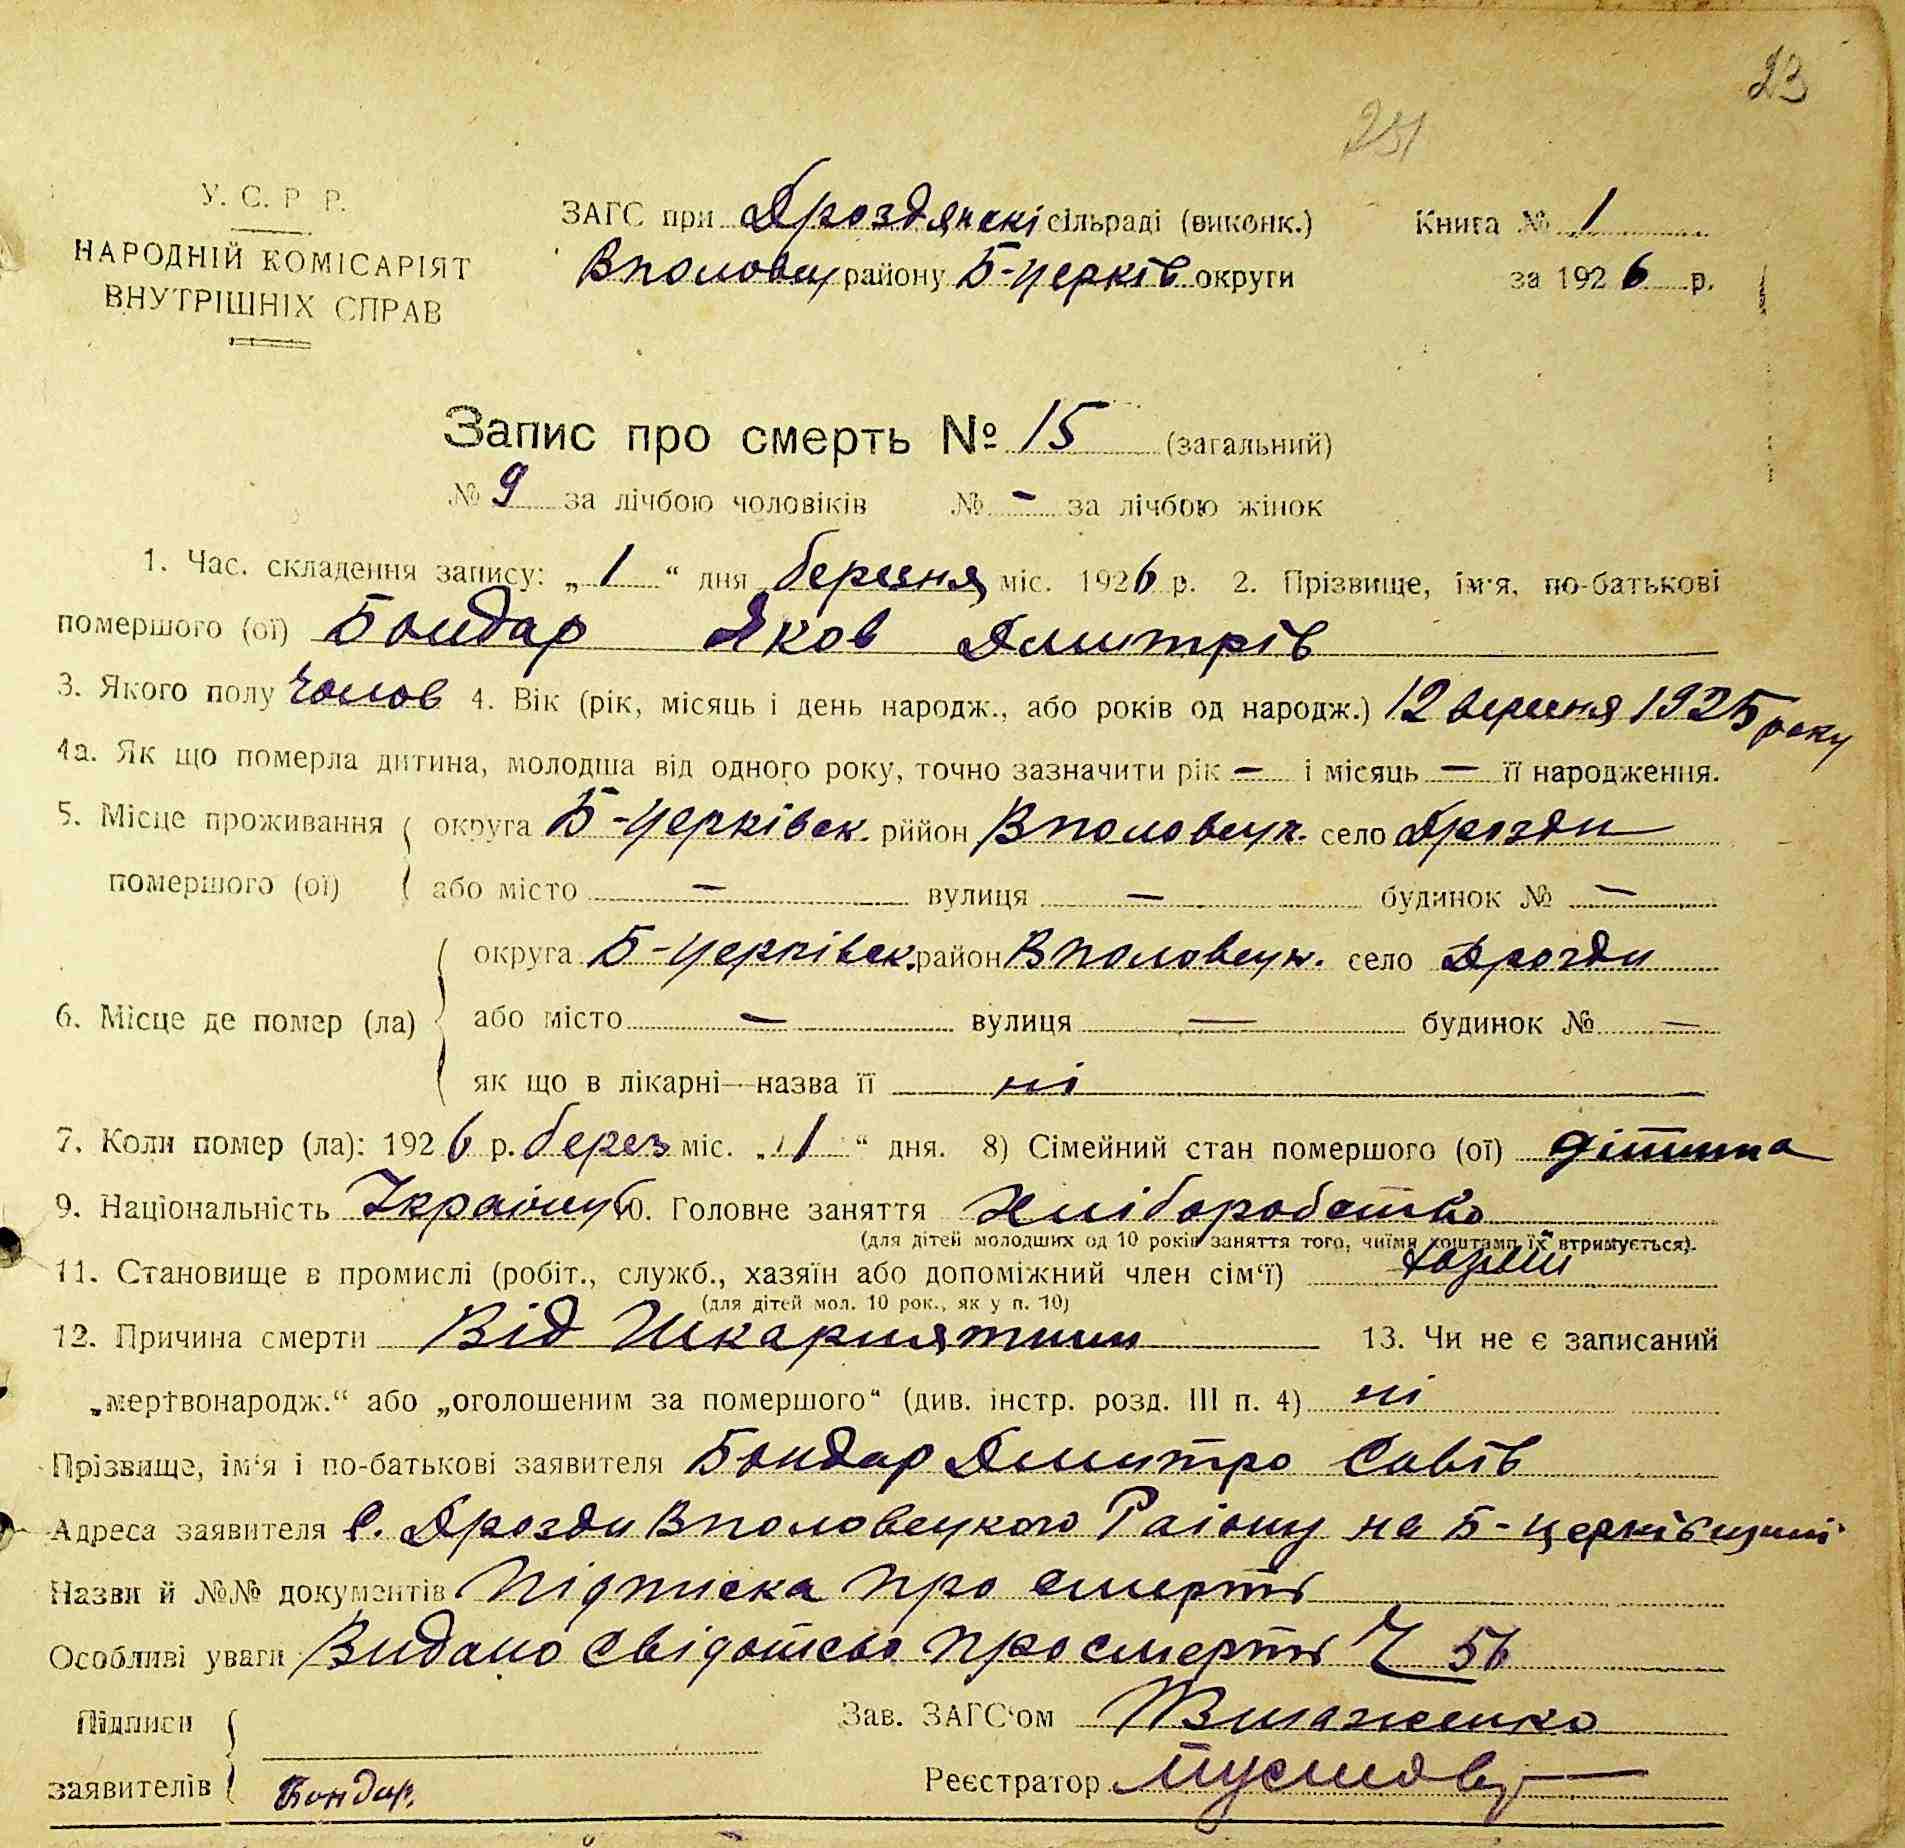 23
251
У. С. Р Р.
НАРОДНІЙ КОМІСАРІЯТ
ВНУТРІШНІХ СПРАВ
ЗАГС при Дроздянскі сільраді (виконк.) Книга № 1
Вполовец району Б-Церків округи за 1926 р.
Запис про смерть № 15 (загальний)
№ 9 за лічбою чоловіків № – за лічбою жінок
1. Час. складення запису: „1“ дня березня міс. 1926 р. 2. Прізвище, ім'я, по-батькові
помершого (ої) Бондар Яков Дмитрів
3. Якого полу Чолов 4. Вік (рік, місяць і день народж., або років од народж.) 12 вересня 1925 року
4а. Як що померла дитина, молодша від одного року, точно зазначити рік – і місяць – її народження.
5. Місце проживання округа Б-Церківск. рййон Вполовецк. село Дрозди
помершого (ої) або місто – вулиця – будинок № –
округа Б-Церківск. район Вполовецк. село Дрозди
6. Місце де помер (ла) або місто – вулиця – будинок № –
як що в лікарні—назва її ні
7. Коли помер (ла): 1926 р. берез міс. „1“ дня. 8) Сімейний стан помершого (ої) дітина
9. Національність Українец 10. Головне заняття Хліборобство
(для дітей молодших од 10 років заняття того, чиїми коштами їх втримується).
11. Становище в промислі (робіт., служб., хазяїн або допоміжний член сім'ї)
(для дітей мол. 10 рок., як у п. 10)
12. Причина смерти Від Шкарлятини 13. Чи не є записаний
„мертвонародж.“ або „оголошеним за помершого“ (див. інстр. розд. III п. 4) ні
Прізвище, ім'я і по-батькові заявителя Бондар Дмитро Савів
Адреса заявителя С. Дрозди Вполовецкого Раіону на Б-Церківщині
Назви й №№ документів Підписка про смерть
Особливі уваги Видано свідотство про смерть Ч 56
Підписи Зав. ЗАГС'ом
заявителів Бондар. Реєстратор